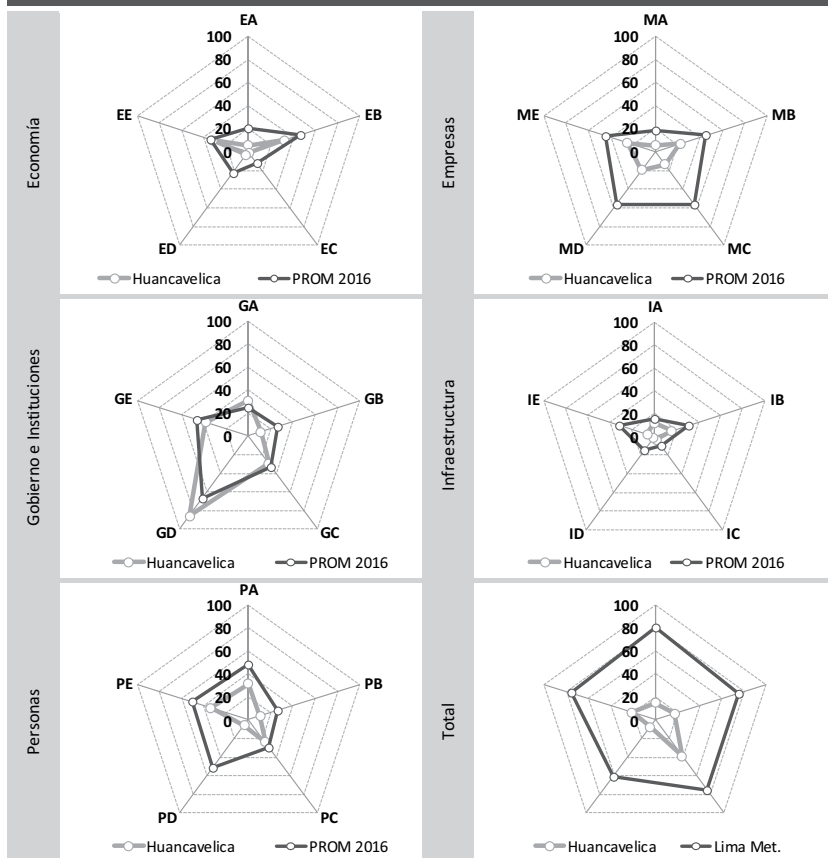 Economía
EA
100
80
60
40
20
0
EE
EB
ED
EC
Huancavelica PROM 2016
Empresas
MA
100
80
60
40
20
0
ME
MB
MD
MC
Huancavelica PROM 2016
Gobierno e Instituciones
GA
100
80
60
40
20
0
GE
GB
GD
GC
Huancavelica PROM 2016
Infraestructura
IA
100
80
60
40
20
0
IE
IB
ID
IC
Huancavelica PROM 2016
Personas
PA
100
80
60
40
20
0
PE
PB
PD
PC
Huancavelica PROM 2016
Total
100
80
60
40
20
0
Huancavelica Lima Met.